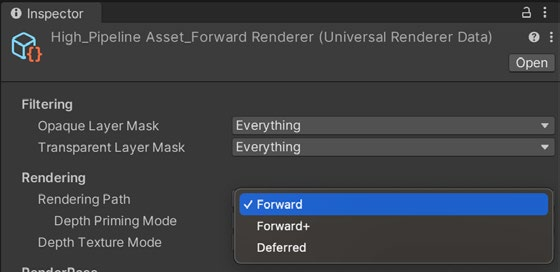 Inspector
High_Pipeline Asset_Forward Renderer (Universal Renderer Data)
Open
Filtering
Opaque Layer Mask Everything
Transparent Layer Mask Everything
Rendering
Rendering Path ✓ Forward
Depth Priming Mode Forward+
Depth Texture Mode Deferred
RenderPass